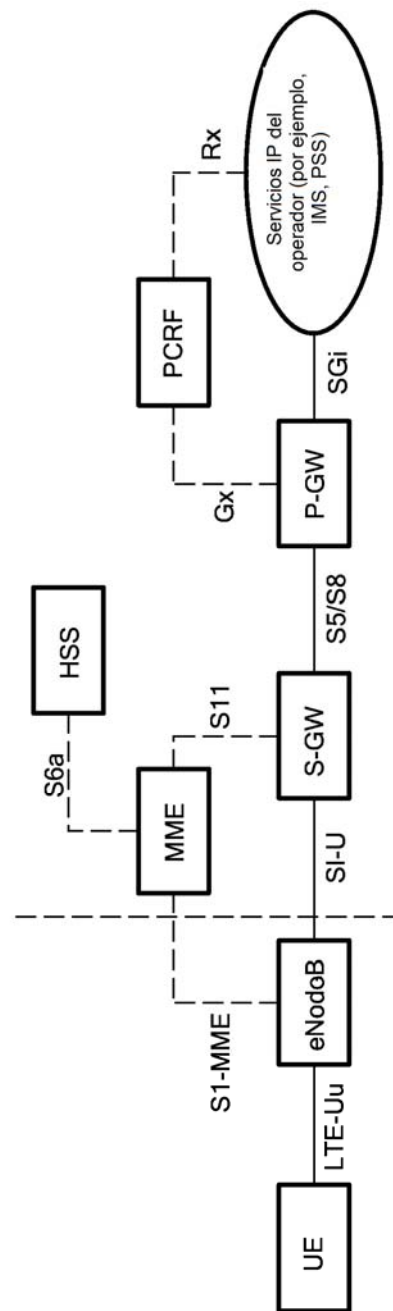 HSS
S6a
MME
S11
S1-MME
PCRF
Gx
Rx
UE
LTE-Uu
eNodoB
SI-U
S-GW
S5/S8
P-GW
SGi
Servicios IP del
operador (por ejemplo,
IMS, PSS)